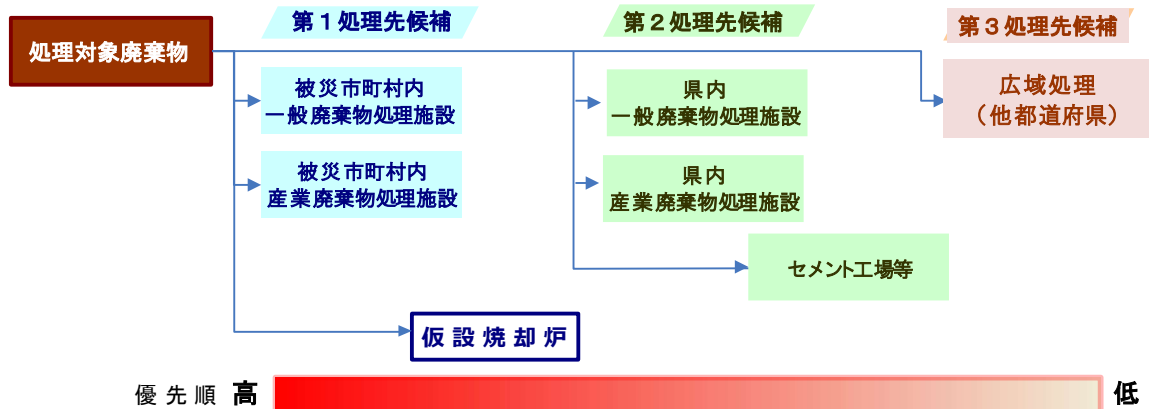 第１処理先候補
第２処理先候補
第３処理先候補
処理対象廃棄物
被災市町村内
一般廃棄物処理施設
県内
一般廃棄物処理施設
広域処理
（他都道府県）
被災市町村内
産業廃棄物処理施設
県内
産業廃棄物処理施設
セメント工場等
仮設焼却炉
優先順 高
低